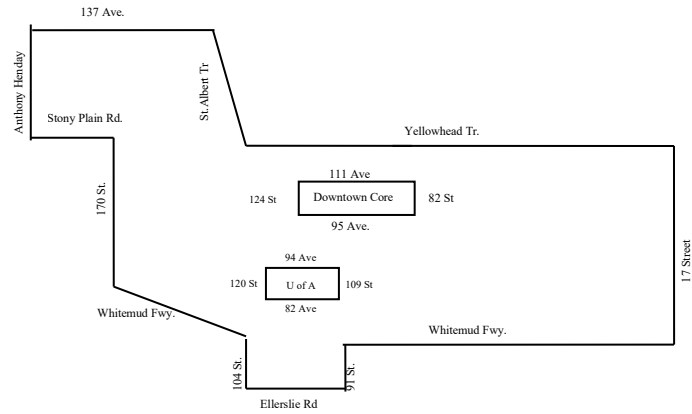 137 Ave.
Anthony Henday
St.Albert Tr
Stony Plain Rd.
Yellowhead Tr.
111 Ave
124 St
Downtown Core
82 St
95 Ave.
170 St.
17 Street
94 Ave
120 St
U of A
109 St
82 Ave
Whitemud Fwy.
Whitemud Fwy.
104 St.
91 St.
Ellerslie Rd